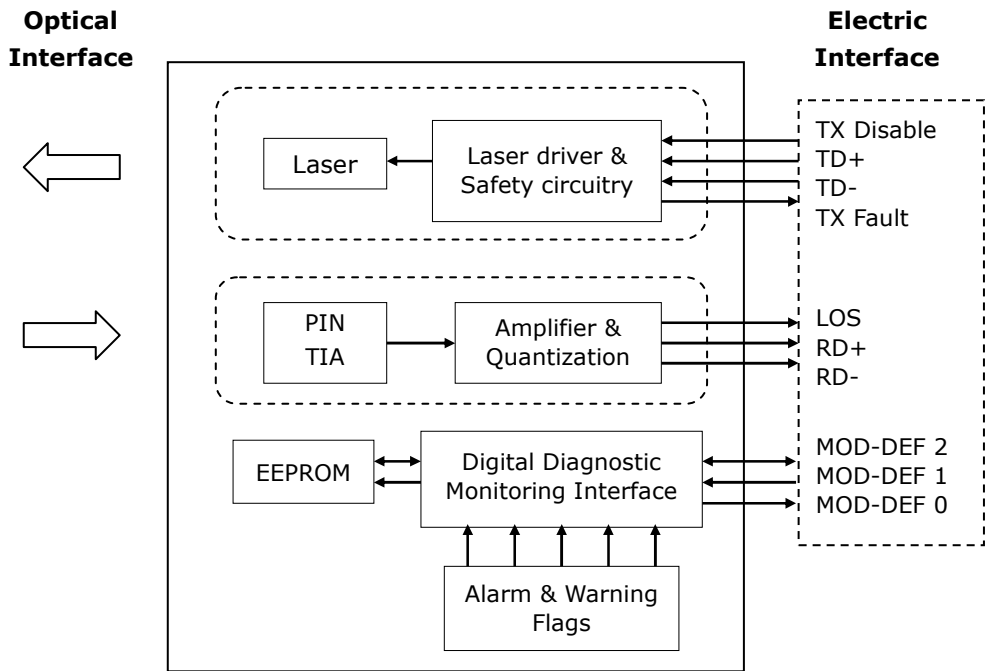 Optical
Interface
Electric
Interface
Laser
Laser driver &
Safety circuitry
TX Disable
TD+
TD-
TX Fault
PIN
TIA
Amplifier &
Quantization
LOS
RD+
RD-
EEPROM
Digital Diagnostic
Monitoring Interface
MOD-DEF 2
MOD-DEF 1
MOD-DEF 0
Alarm & Warning
Flags